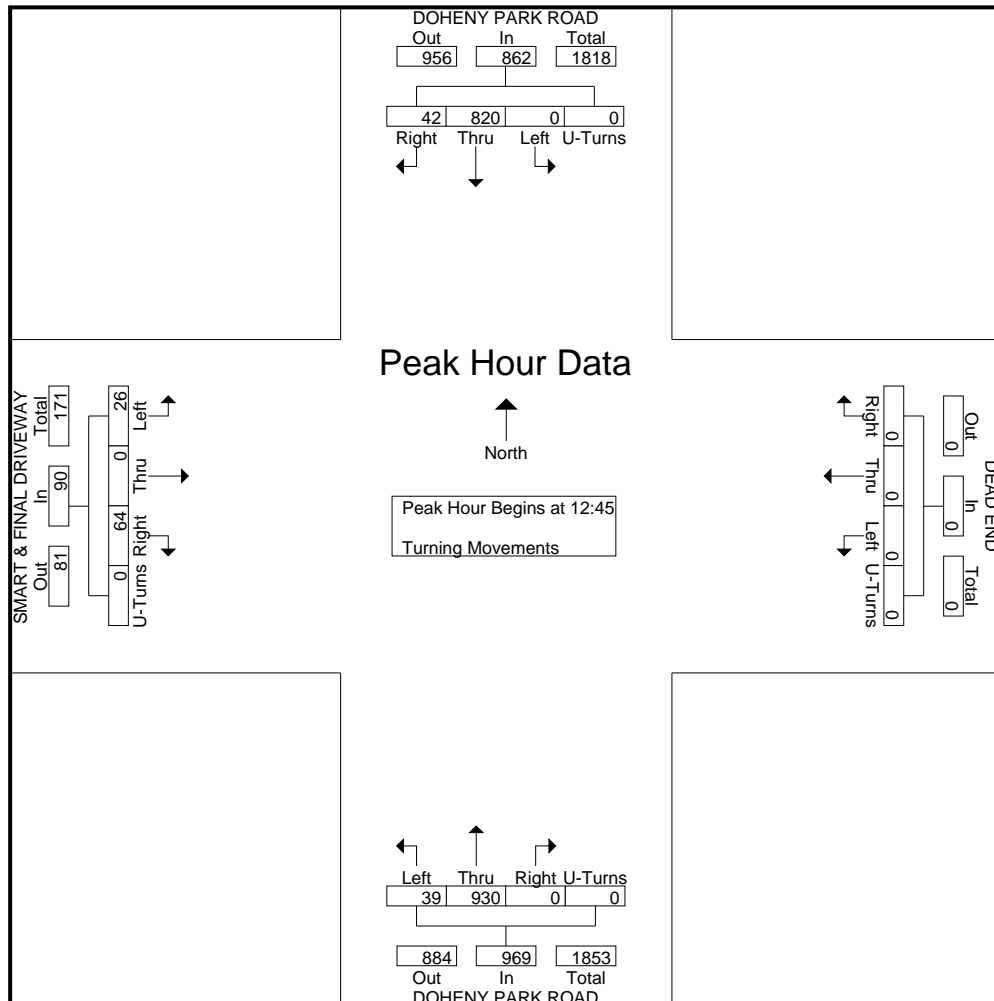 DOHENY PARK ROAD
Out In Total
956 862 1818
42 820 0 0
Right Thru Left U-Turns
Peak Hour Data
North
Peak Hour Begins at 12:45
Turning Movements
SMART & FINAL DRIVEWAY
Out In Total
81 90 171
26 0 64 0
Left Thru Right U-Turns
DEAD END
Out In Total
0 0 0
0 0 0 0
Right Thru Left U-Turns
Left Thru Right U-Turns
39 930 0 0
884 969 1853
Out In Total
DOHENY PARK ROAD